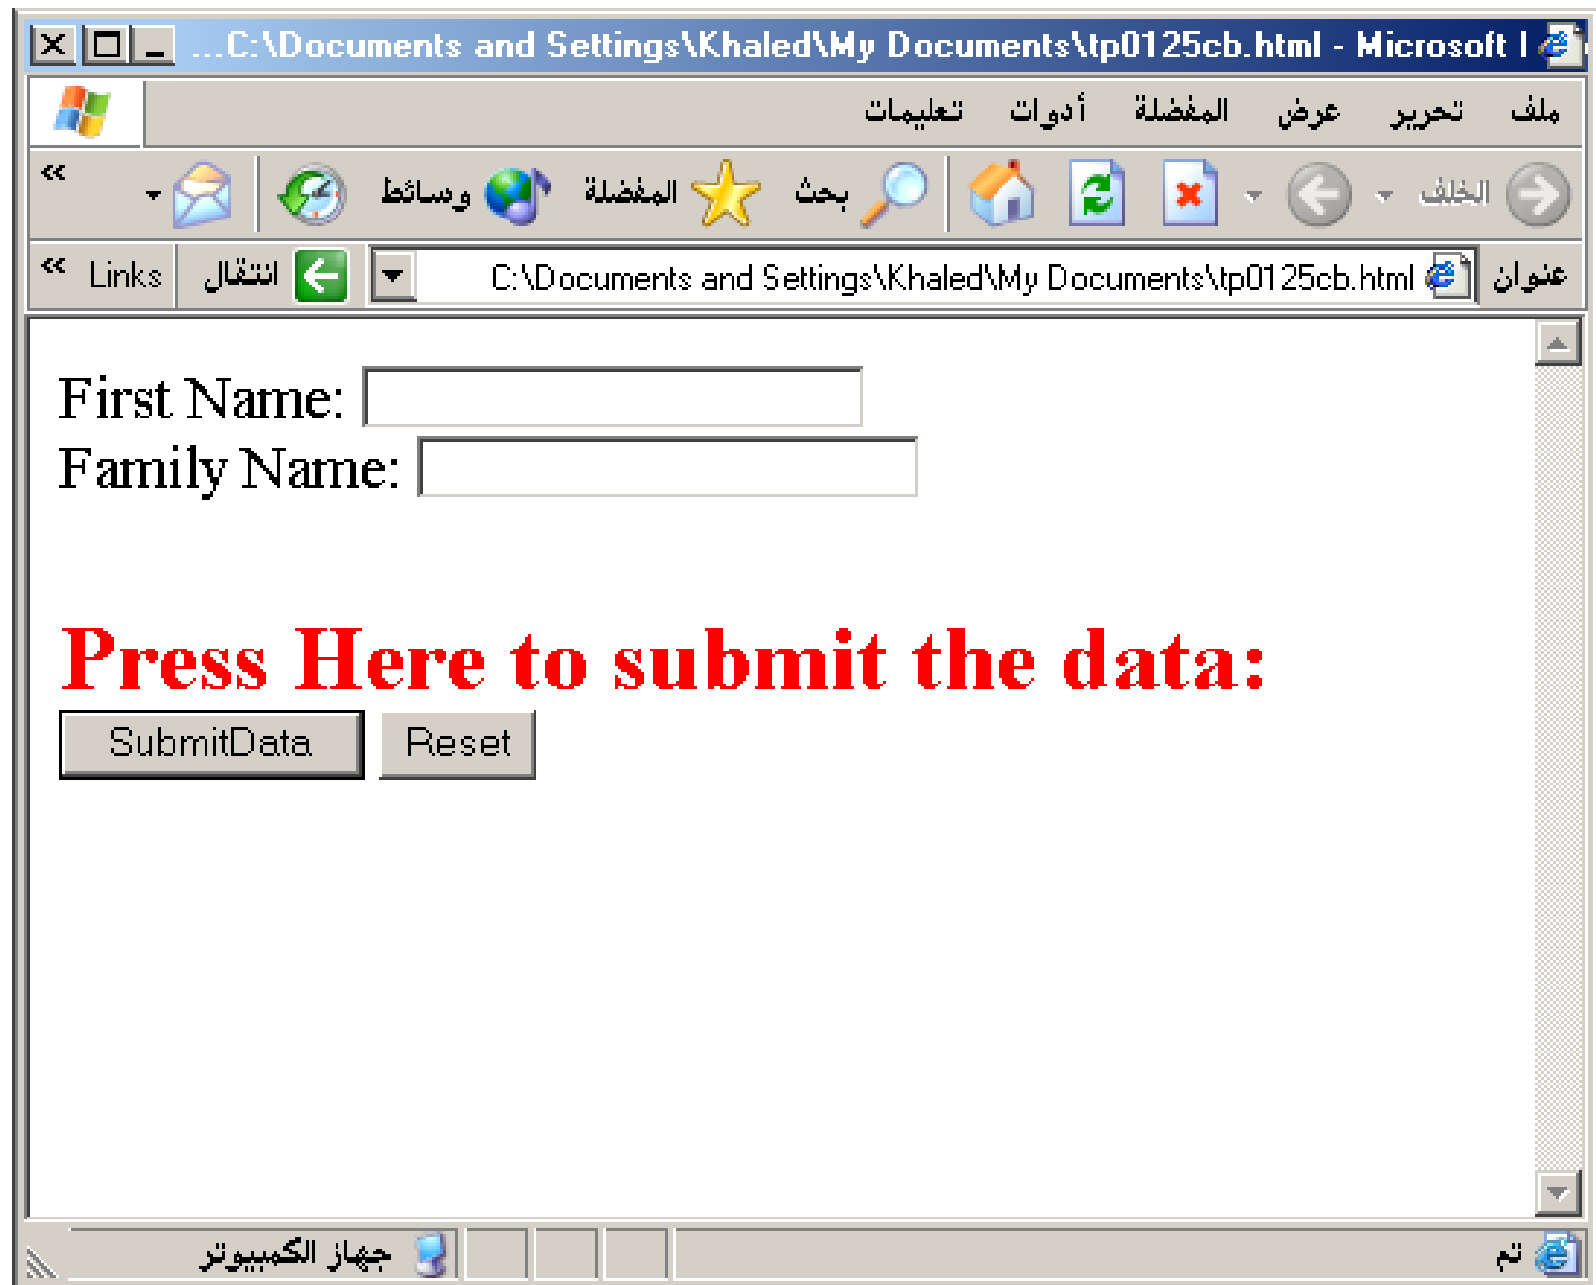 ...C:\Documents and Settings\Khaled\My Documents\tp0125cb.html - Microsoft I
ملف تحرير عرض المفضلة أدوات تعليمات
الخلف بحث المفضلة وسائط »
عنوان C:\Documents and Settings\Khaled\My Documents\tp0125cb.html انتقال Links »
First Name:
Family Name:
Press Here to submit the data:
SubmitData Reset
تم جهاز الكمبيوتر